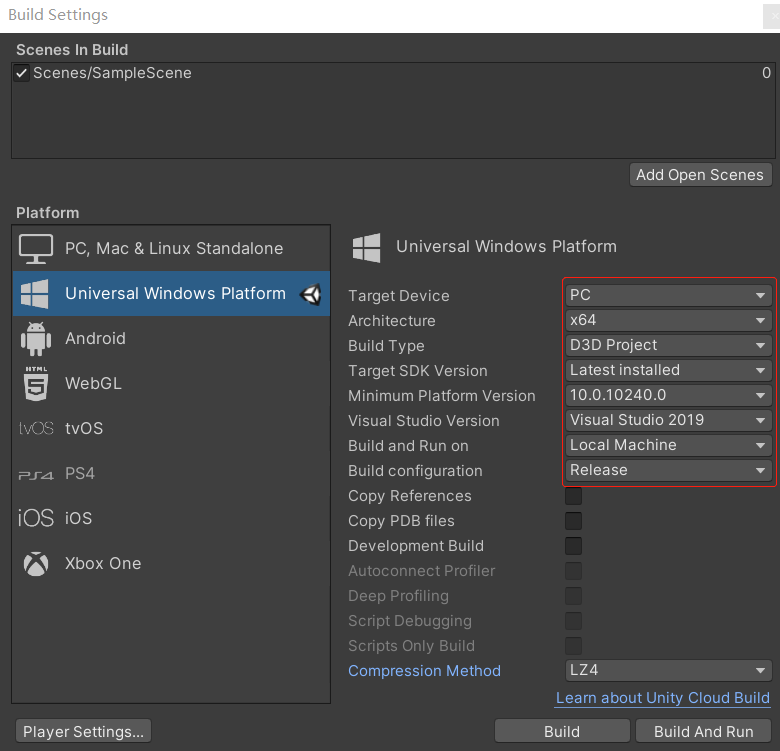 Build Settings
Scenes In Build
Scenes/SampleScene 0
Add Open Scenes
Platform
PC, Mac & Linux Standalone
Universal Windows Platform
Android
HTML
5
WebGL
tvOS tvOS
PS4 PS4
iOS iOS
Xbox One
Universal Windows Platform
Target Device PC
Architecture x64
Build Type D3D Project
Target SDK Version Latest installed
Minimum Platform Version 10.0.10240.0
Visual Studio Version Visual Studio 2019
Build and Run on Local Machine
Build configuration Release
Copy References
Copy PDB files
Development Build
Autoconnect Profiler
Deep Profiling
Script Debugging
Scripts Only Build
Compression Method LZ4
Learn about Unity Cloud Build
Player Settings... Build Build And Run